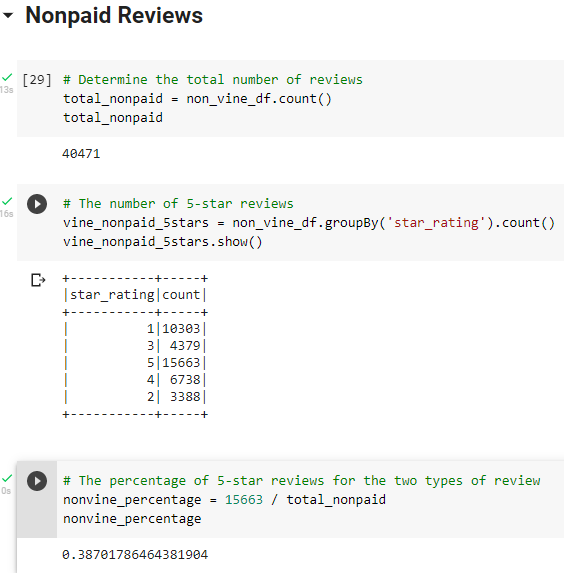 Nonpaid Reviews
[29] # Determine the total number of reviews
13s total_nonpaid = non_vine_df.count()
total_nonpaid
40471
# The number of 5-star reviews
16s vine_nonpaid_5stars = non_vine_df.groupBy('star_rating').count()
vine_nonpaid_5stars.show()
+-----------+-----+
|star_rating|count|
+-----------+-----+
|          1|10303|
|          3| 4379|
|          5|15663|
|          4| 6738|
|          2| 3388|
+-----------+-----+
# The percentage of 5-star reviews for the two types of review
0s nonvine_percentage = 15663 / total_nonpaid
nonvine_percentage
0.38701786464381904